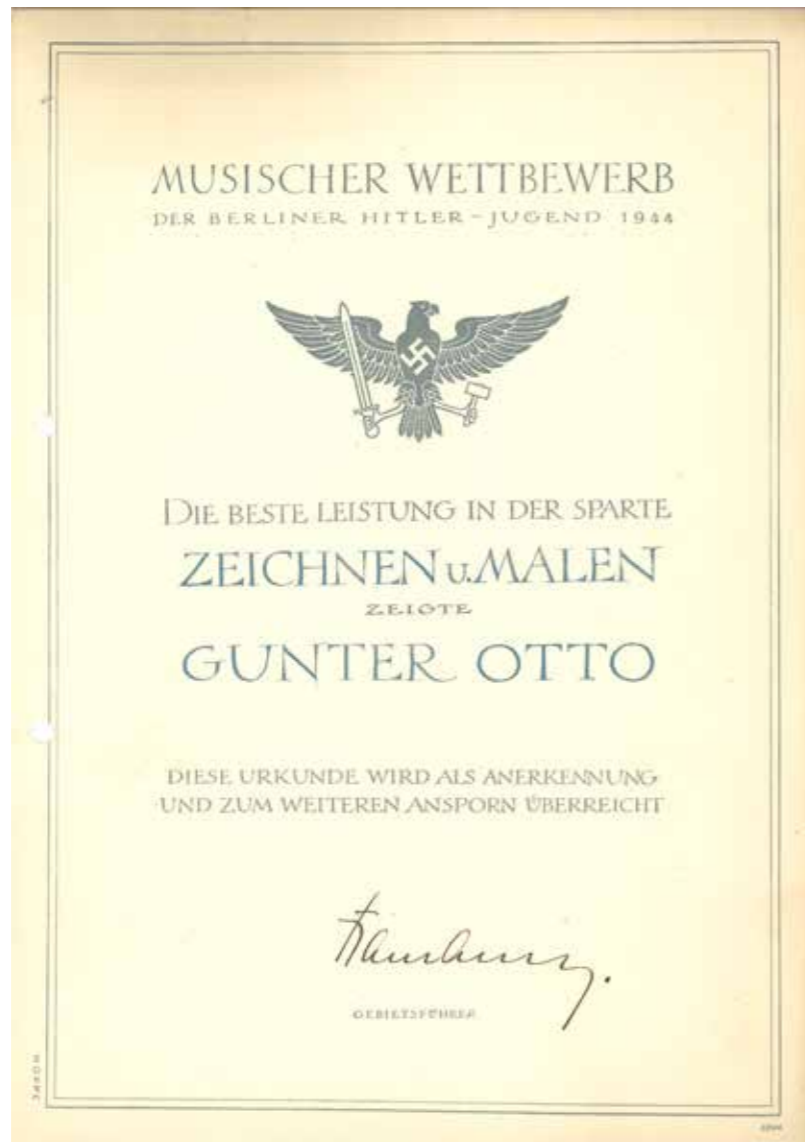 MUSISCHER WETTBEWERB
DER BERLINER HITLER-JUGEND 1944
DIE BESTE LEISTUNG IN DER SPARTE
ZEICHNEN U. MALEN
ZEIGTE
GUNTER OTTO
DIESE URKUNDE WIRD ALS ANERKENNUNG
UND ZUM WEITEREN ANSPORN ÜBERREICHT
GEBIETSFÜHRER